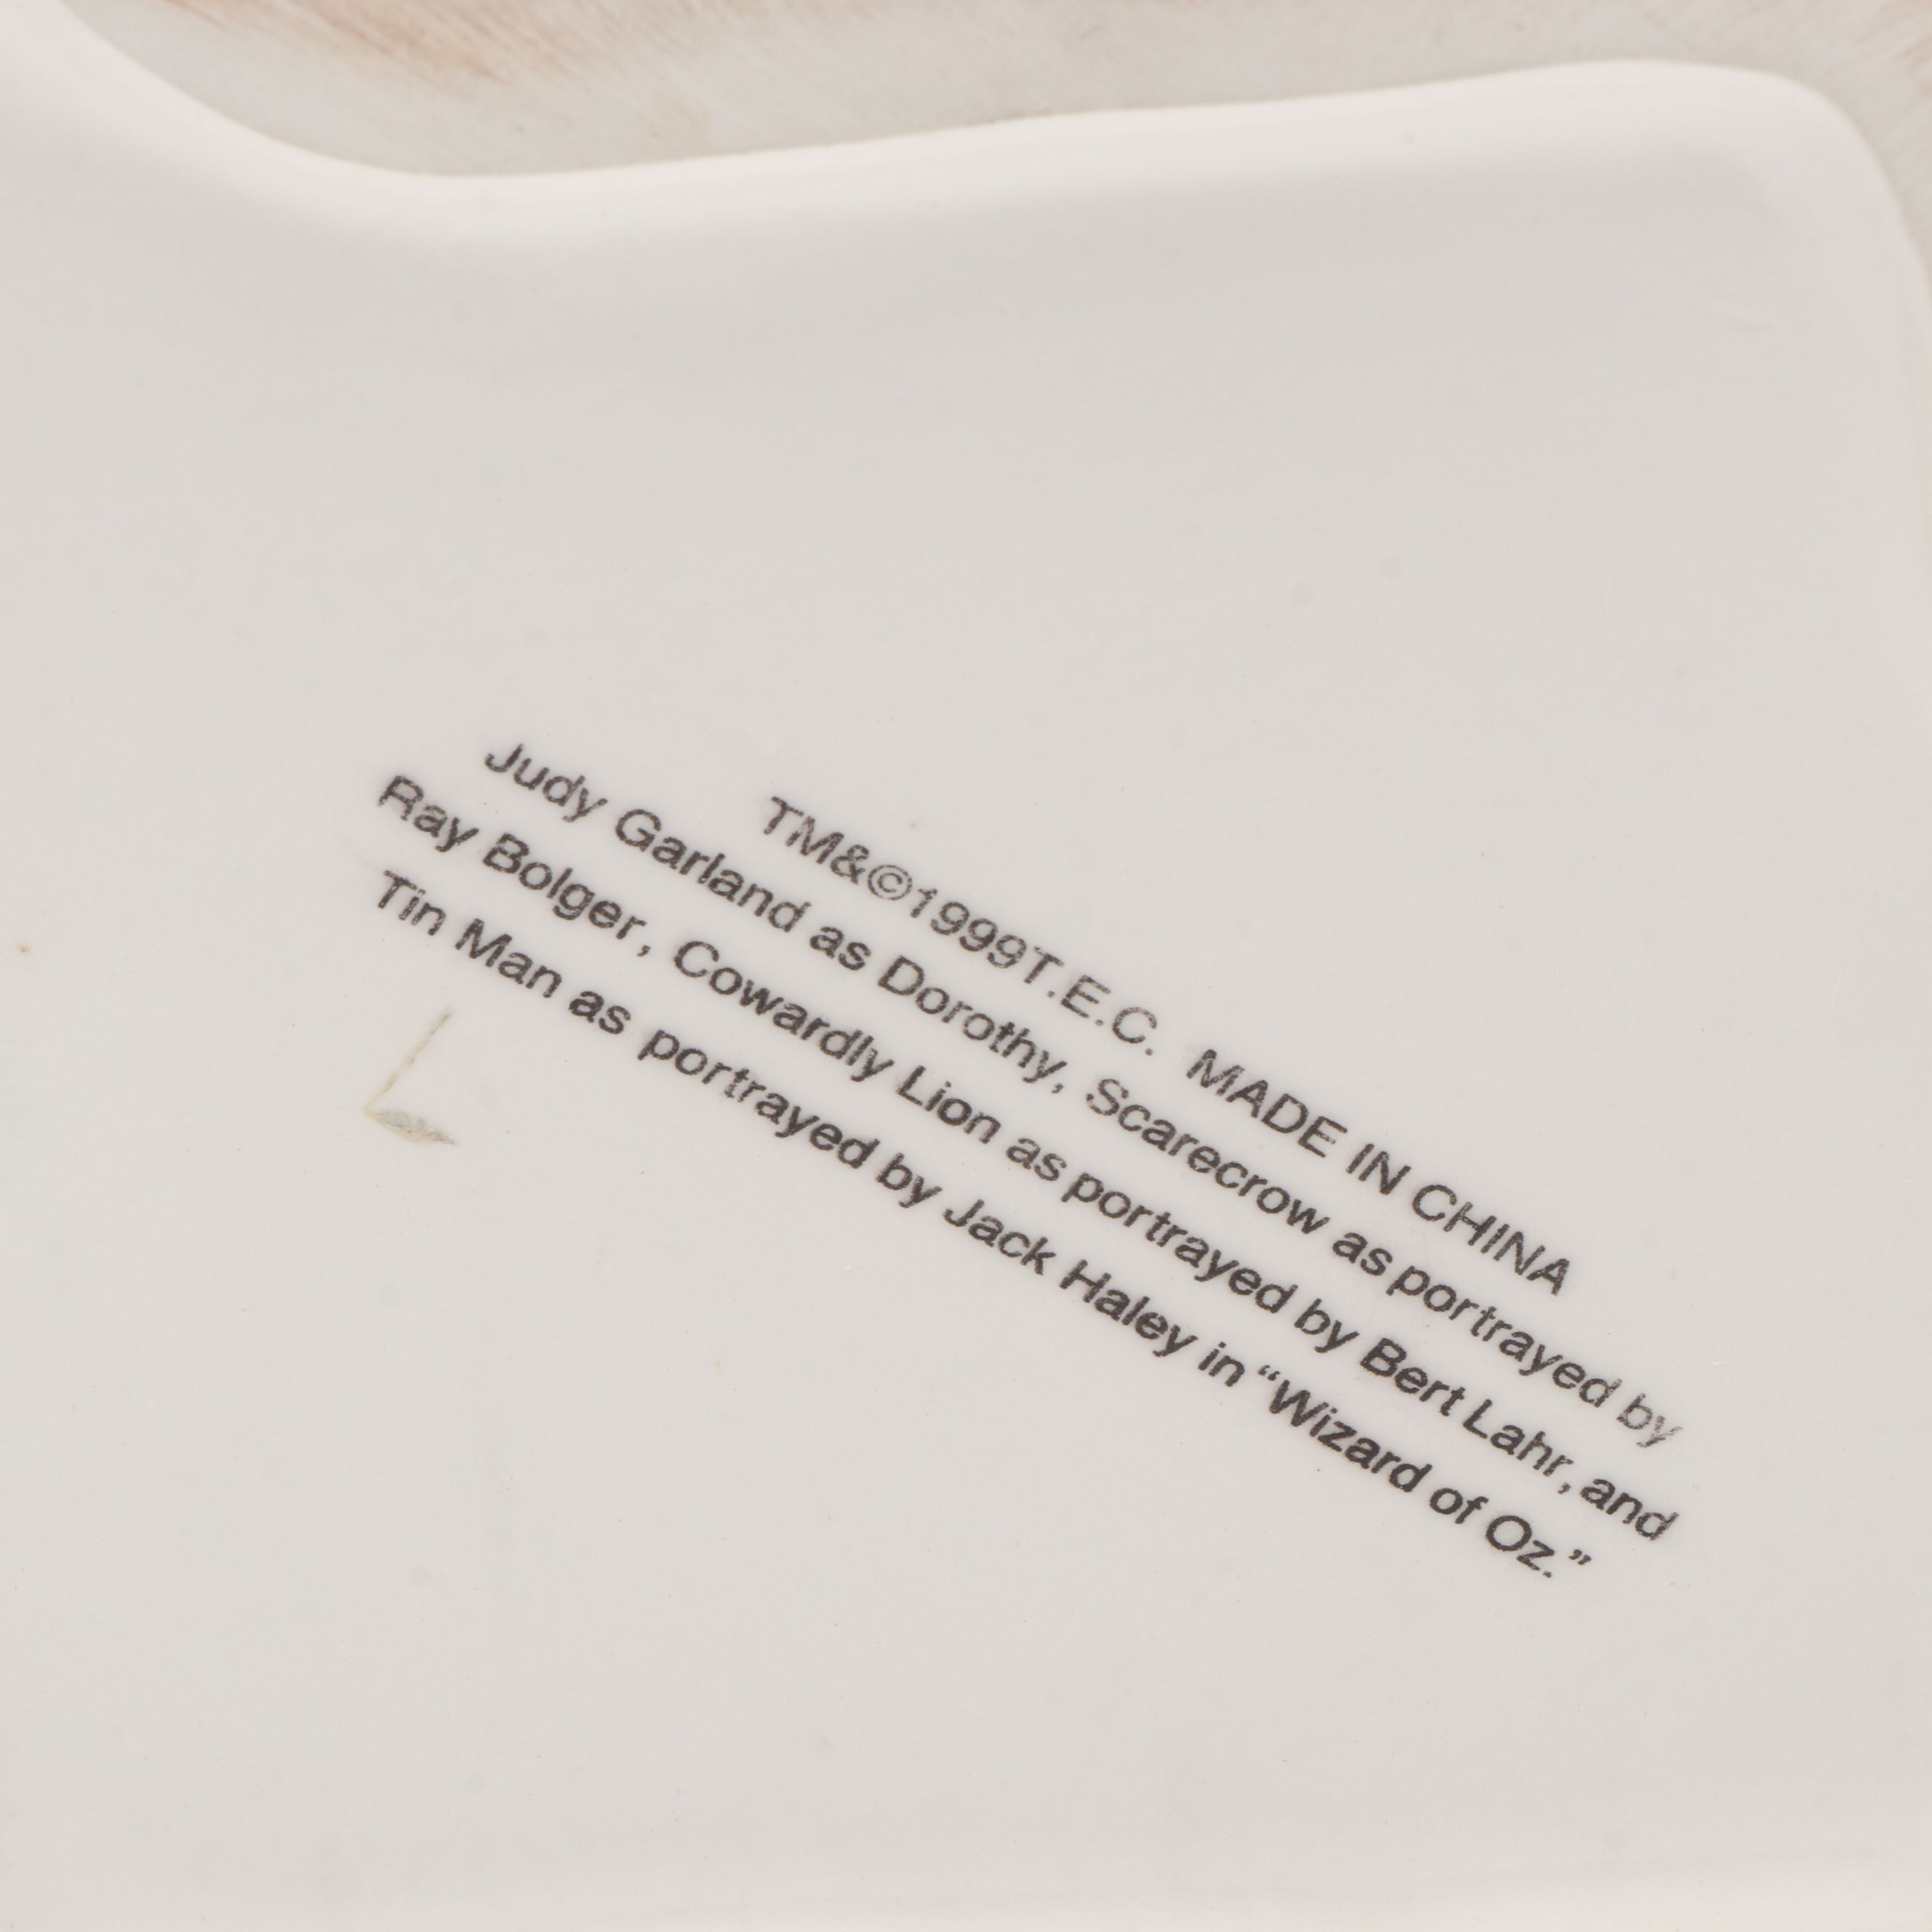 TM&©1999T.E.C. MADE IN CHINA
Judy Garland as Dorothy, Scarecrow as portrayed by
Ray Bolger, Cowardly Lion as portrayed by Bert Lahr, and
Tin Man as portrayed by Jack Haley in “Wizard of Oz.”